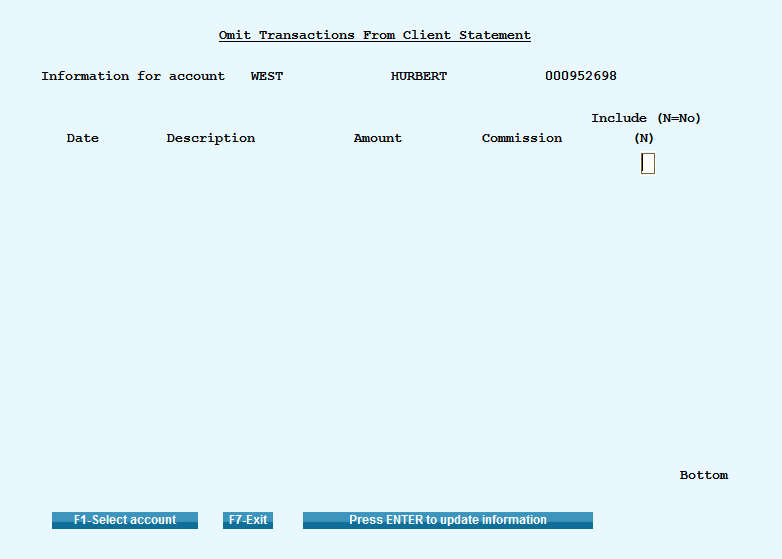 Omit Transactions From Client Statement
Information for account WEST HURBERT 000952698
Include (N=No)
Date Description Amount Commission (N)
Bottom
F1-Select account F7-Exit Press ENTER to update information